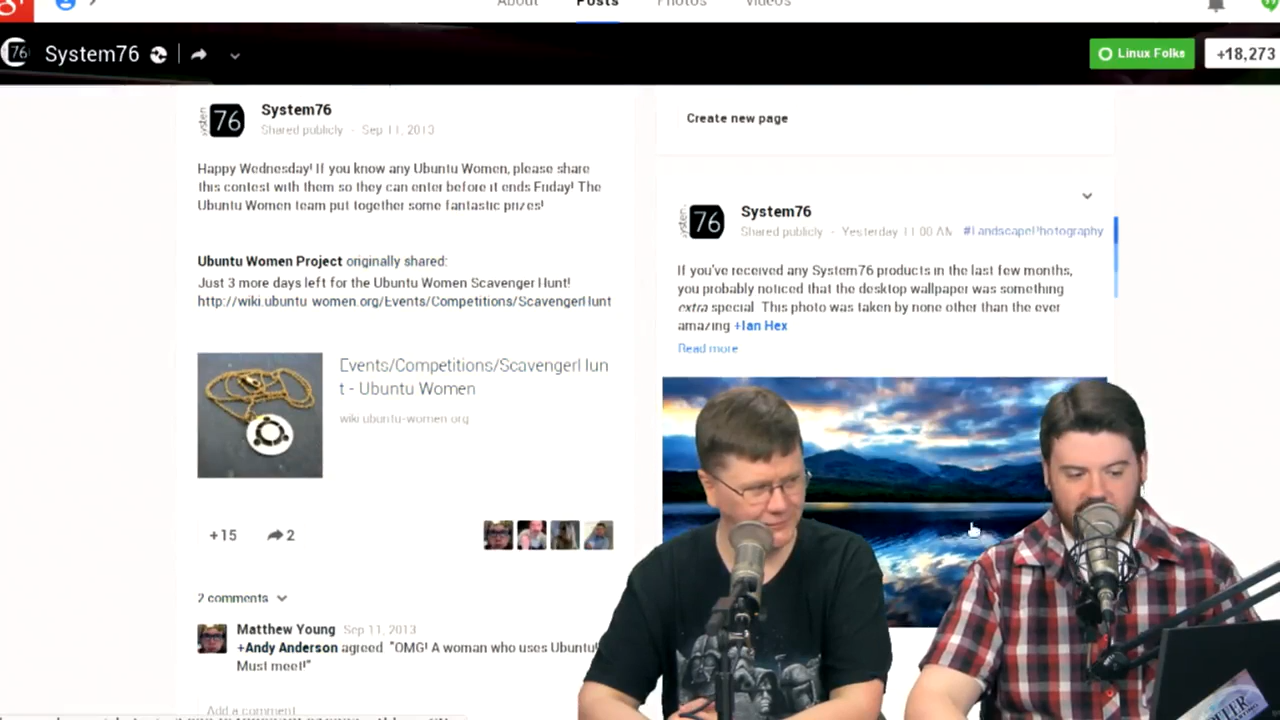 About Posts Photos Videos
76 System76
Linux Folks +18,273
76 System76
Shared publicly - Sep 11, 2013
Happy Wednesday! If you know any Ubuntu Women, please share
this contest with them so they can enter before it ends Friday! The
Ubuntu Women team put together some fantastic prizes!
Ubuntu Women Project originally shared:
Just 3 more days left for the Ubuntu Women Scavenger Hunt!
http://wiki.ubuntu-women.org/Events/Competitions/ScavengerHunt
Events/Competitions/ScavengerHun
t - Ubuntu Women
wiki.ubuntu-women.org
+15 2
2 comments
Matthew Young Sep 11, 2013
+Andy Anderson agreed "OMG! A woman who uses Ubuntu!
Must meet!"
Add a comment
Create new page
76 System76
Shared publicly - Yesterday 11:00 AM #LandscapePhotography
If you've received any System76 products in the last few months,
you probably noticed that the desktop wallpaper was something
extra special. This photo was taken by none other than the ever
amazing +Ian Hex
Read more